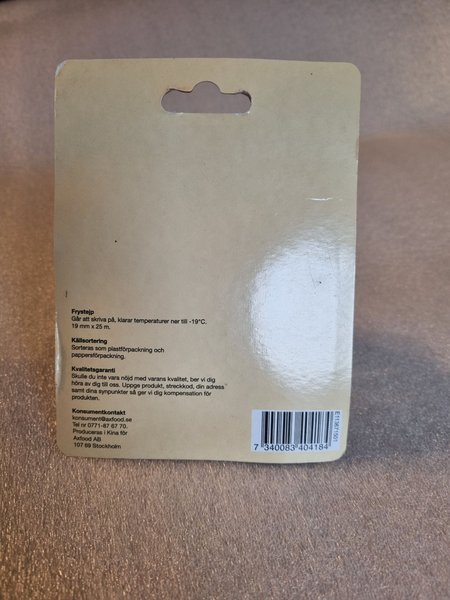 Frystejp
Går att skriva på, klarar temperaturer ner till -19°C.
19 mm x 25 m.
Källsortering
Sorteras som plastförpackning och
pappersförpackning.
Kvalitetsgaranti
Skulle du inte vara nöjd med varans kvalitet, ber vi dig
höra av dig till oss. Uppge produkt, streckkod, din adress
samt dina synpunkter så ger vi dig kompensation för
produkten.
Konsumentkontakt
konsument@axfood.se
Tel nr 0771-87 67 70.
Produceras i Kina för
Axfood AB
107 69 Stockholm
7 340083 404184